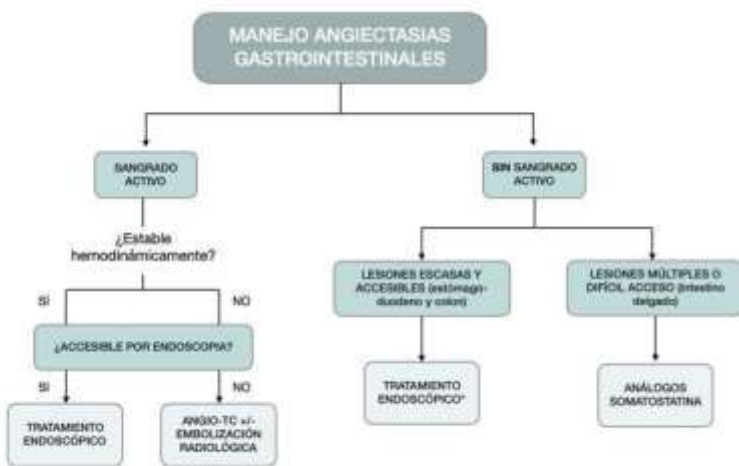 MANEJO ANGIECTASIAS
GASTROINTESTINALES
SANGRADO
ACTIVO
SIN SANGRADO
ACTIVO
¿Estable
hemodinámicamente?
LESIONES ESCASAS Y
ACCESIBLES (estómago-
duodeno y colon)
LESIONES MÚLTIPLES O
DIFÍCIL ACCESO (Intestino
delgado)
SÍ
NO
¿ACCESIBLE POR ENDOSCOPIA?
SI
NO
TRATAMIENTO
ENDOSCÓPICO
ANGIO-TC +/-
EMBOLIZACIÓN
RADIOLÓGICA
TRATAMIENTO
ENDOSCÓPICO*
ANÁLOGOS
SOMATOSTATINA